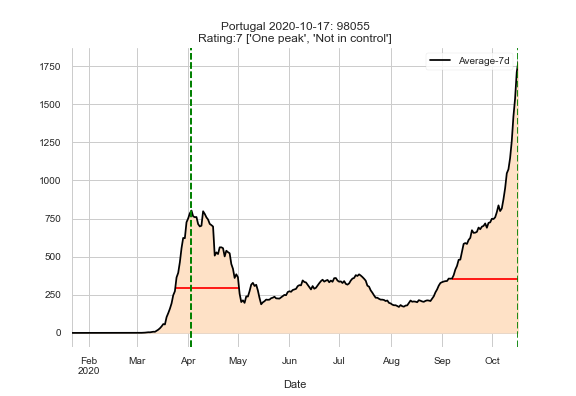 Portugal 2020-10-17: 98055
Rating:7 ['One peak', 'Not in control']
Average-7d
1750
1500
1250
1000
750
500
250
0
Feb Mar Apr May Jun Jul Aug Sep Oct
2020
Date